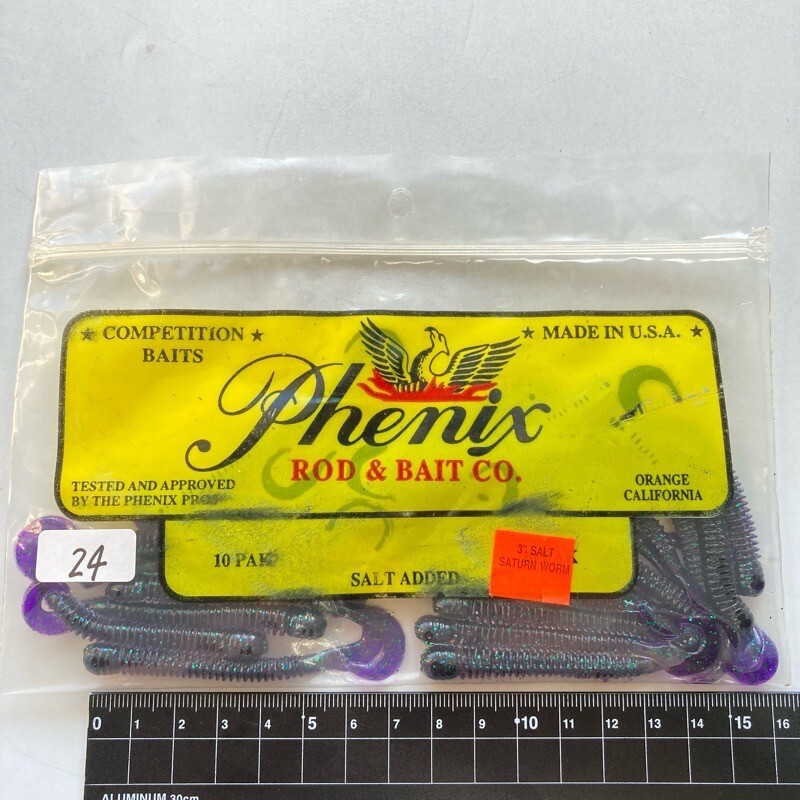 ★ COMPETITION ★
BAITS
★ MADE IN U.S.A. ★
Phenix
ROD & BAIT CO.
TESTED AND APPROVED
BY THE PHENIX PROS
ORANGE
CALIFORNIA
24
10 PAK
3" SALT
SATURN WORM
SALT ADDED
0 1 2 3 4 5 6 7 8 9 10 11 12 13 14 15 16
ALUMINUM 30cm